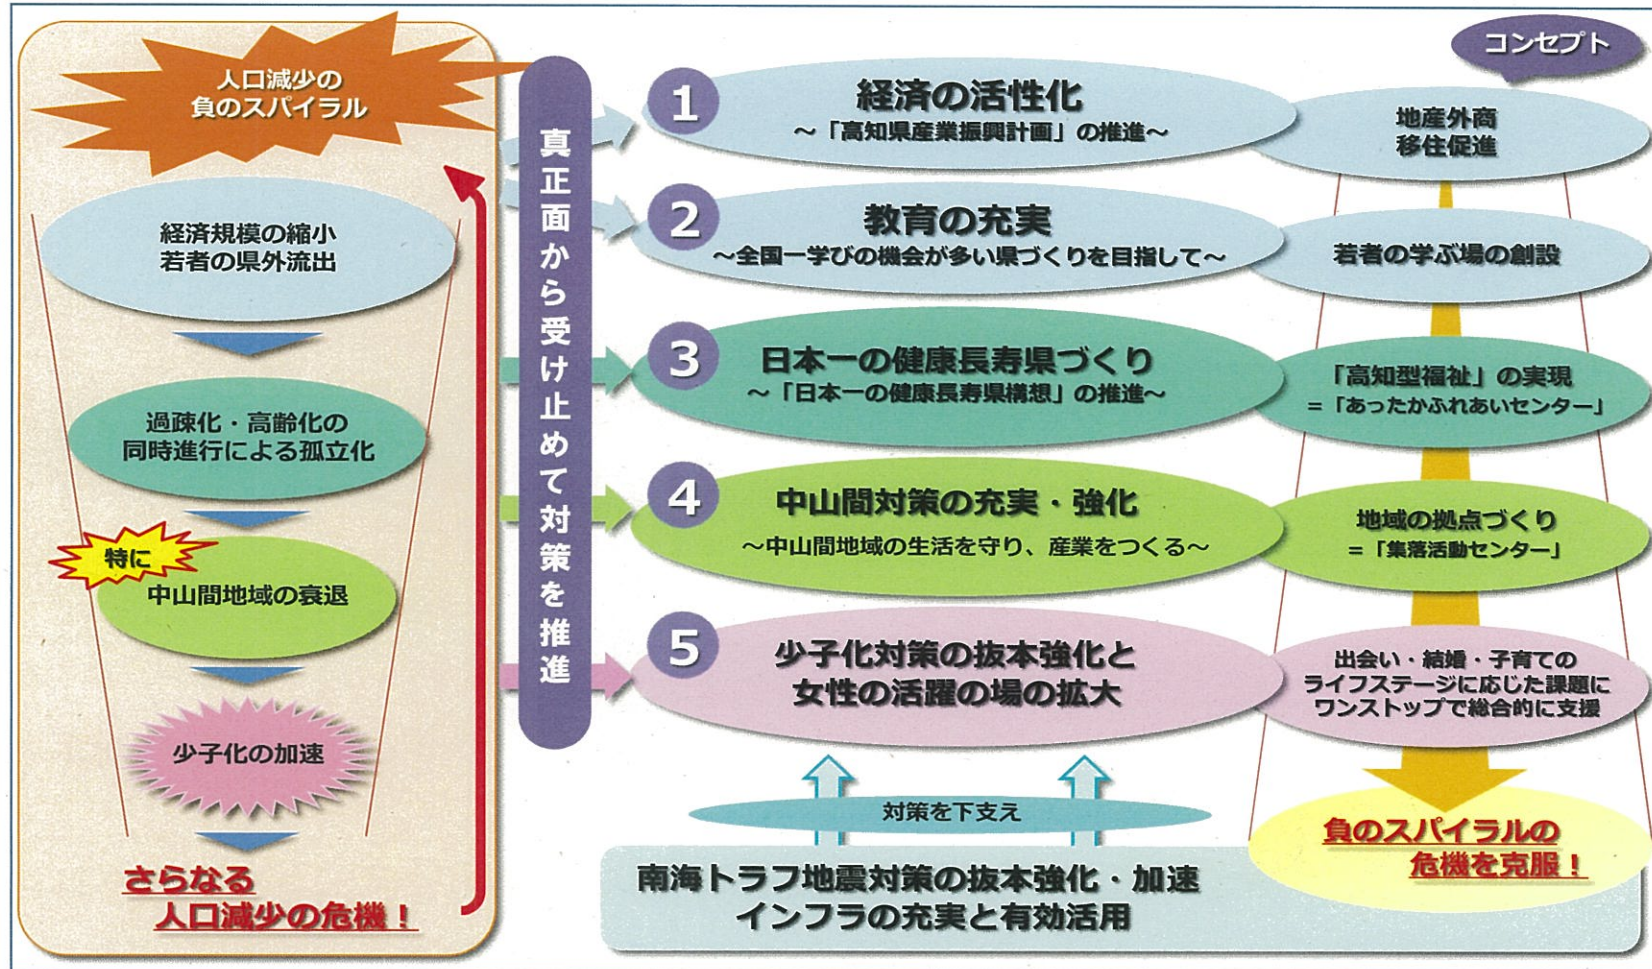 人口減少の
負のスパイラル
経済規模の縮小
若者の県外流出
過疎化・高齢化の
同時進行による孤立化
特に
中山間地域の衰退
少子化の加速
さらなる
人口減少の危機！
真正面から受け止めて対策を推進
コンセプト
1
経済の活性化
～「高知県産業振興計画」の推進～
地産外商
移住促進
2
教育の充実
～全国一学びの機会が多い県づくりを目指して～
若者の学ぶ場の創設
3
日本一の健康長寿県づくり
～「日本一の健康長寿県構想」の推進～
「高知型福祉」の実現
＝「あったかふれあいセンター」
4
中山間対策の充実・強化
～中山間地域の生活を守り、産業をつくる～
地域の拠点づくり
＝「集落活動センター」
5
少子化対策の抜本強化と
女性の活躍の場の拡大
出会い・結婚・子育ての
ライフステージに応じた課題に
ワンストップで総合的に支援
対策を下支え
南海トラフ地震対策の抜本強化・加速
インフラの充実と有効活用
負のスパイラルの
危機を克服！